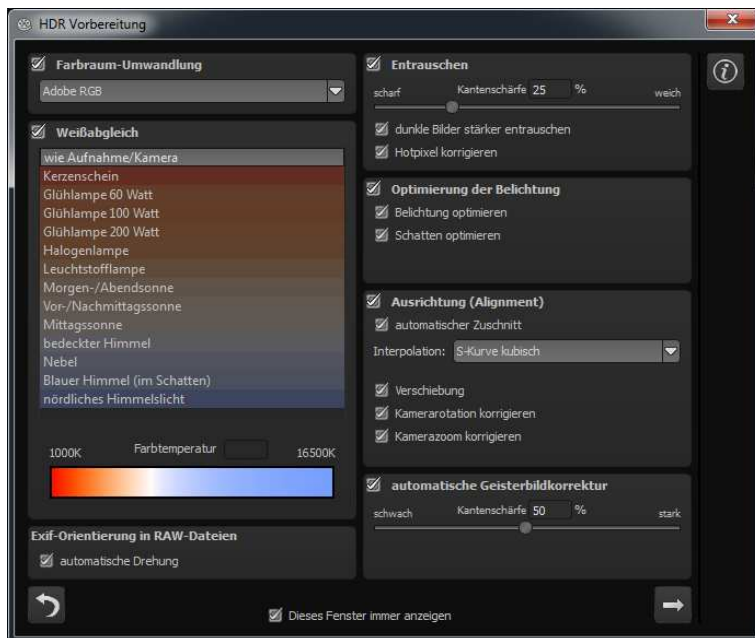 HDR Vorbereitung
Farbraum-Umwandlung
Adobe RGB
Weißabgleich
wie Aufnahme/Kamera
Kerzenschein
Glühlampe 60 Watt
Glühlampe 100 Watt
Glühlampe 200 Watt
Halogenlampe
Leuchtstofflampe
Morgen-/Abendsonne
Vor-/Nachmittagssonne
Mittagssonne
bedeckter Himmel
Nebel
Blauer Himmel (im Schatten)
nördliches Himmelslicht
1000K Farbtemperatur 16500K
Exif-Orientierung in RAW-Dateien
automatische Drehung
Entrauschen
scharf Kantenschärfe 25 % weich
dunkle Bilder stärker entrauschen
Hotpixel korrigieren
Optimierung der Belichtung
Belichtung optimieren
Schatten optimieren
Ausrichtung (Alignment)
automatischer Zuschnitt
Interpolation: S-Kurve kubisch
Verschiebung
Kamerarotation korrigieren
Kamerazoom korrigieren
automatische Geisterbildkorrektur
schwach Kantenschärfe 50 % stark
Dieses Fenster immer anzeigen